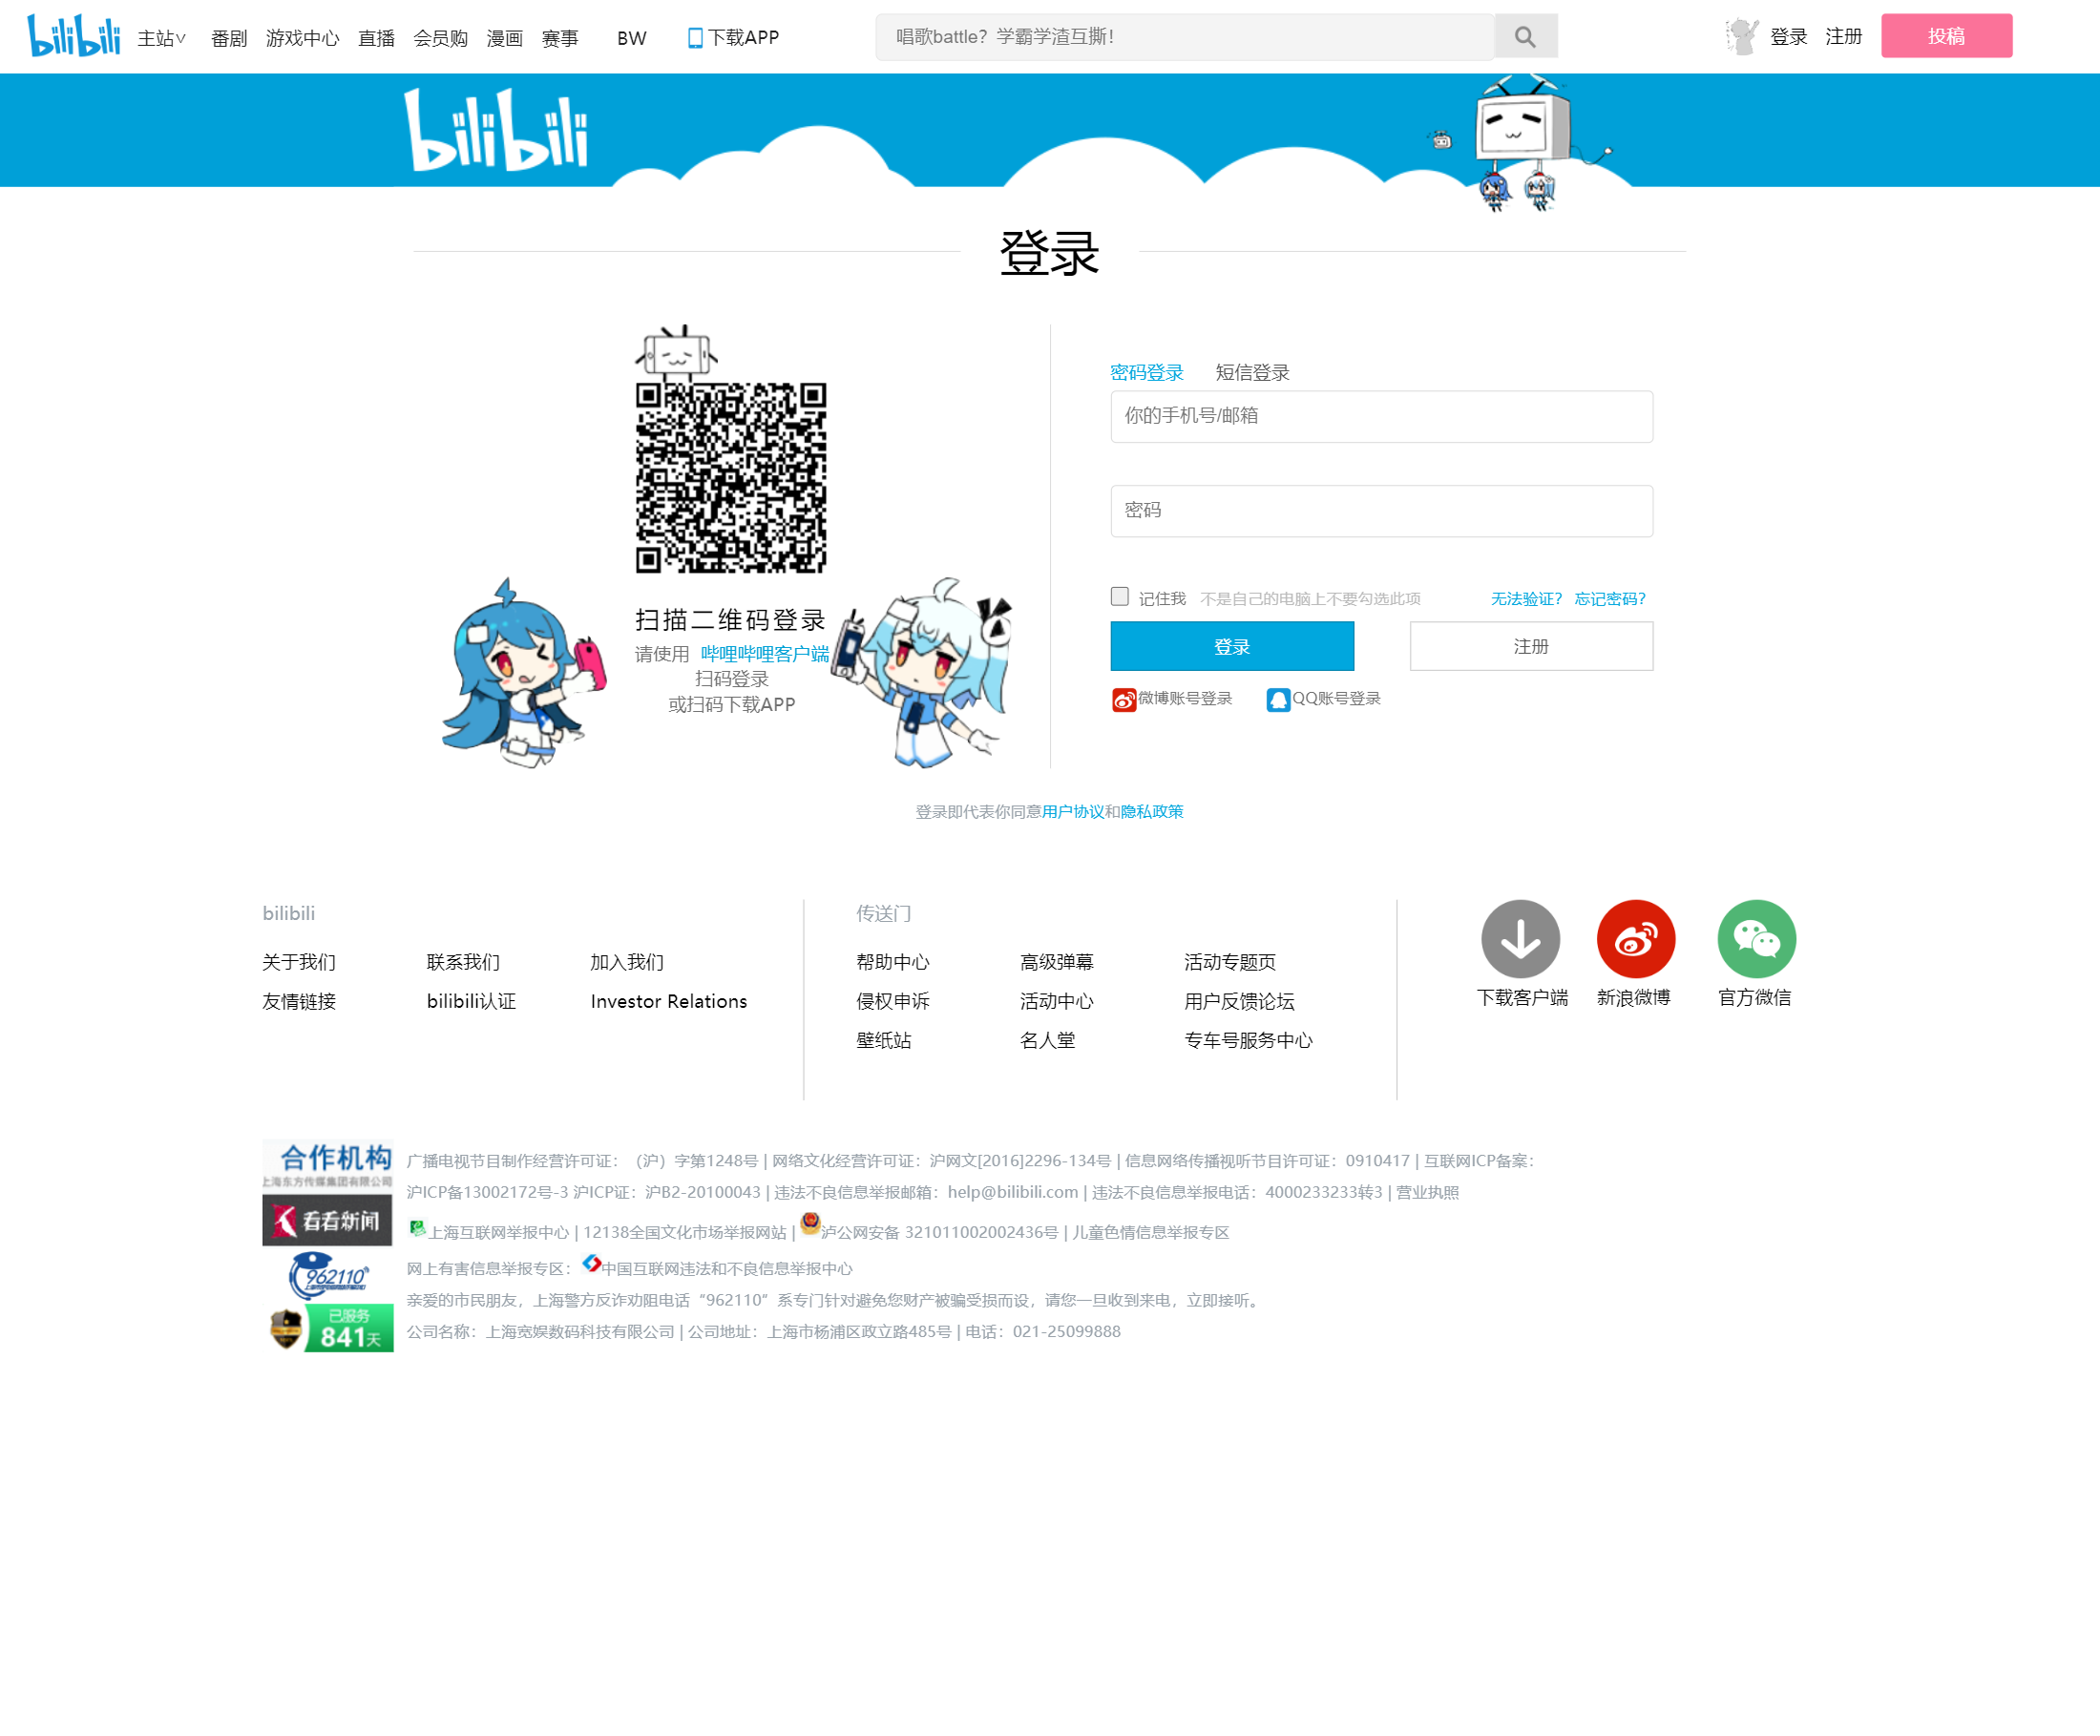 bilibili 主站 番剧 游戏中心 直播 会员购 漫画 赛事 BW 下载APP 唱歌battle？学霸学渣互撕！ 登录 注册 投稿
bilibili
登录
密码登录 短信登录
你的手机号/邮箱
密码
记住我 不是自己的电脑上不要勾选此项 无法验证？ 忘记密码？
登录 注册
微博账号登录 QQ账号登录
扫描二维码登录
请使用 哔哩哔哩客户端
扫码登录
或扫码下载APP
登录即代表你同意用户协议和隐私政策
bilibili
关于我们 联系我们 加入我们
友情链接 bilibili认证 Investor Relations
传送门
帮助中心 高级弹幕 活动专题页
侵权申诉 活动中心 用户反馈论坛
壁纸站 名人堂 专车号服务中心
下载客户端 新浪微博 官方微信
合作机构
上海东方传媒集团有限公司
看看新闻
962110
已服务
841天
广播电视节目制作经营许可证：（沪）字第1248号 | 网络文化经营许可证：沪网文[2016]2296-134号 | 信息网络传播视听节目许可证：0910417 | 互联网ICP备案：
沪ICP备13002172号-3 沪ICP证：沪B2-20100043 | 违法不良信息举报邮箱：help@bilibili.com | 违法不良信息举报电话：4000233233转3 | 营业执照
上海互联网举报中心 | 12138全国文化市场举报网站 | 泸公网安备 321011002002436号 | 儿童色情信息举报专区
网上有害信息举报专区： 中国互联网违法和不良信息举报中心
亲爱的市民朋友，上海警方反诈劝阻电话“962110”系专门针对避免您财产被骗受损而设，请您一旦收到来电，立即接听。
公司名称：上海宽娱数码科技有限公司 | 公司地址：上海市杨浦区政立路485号 | 电话：021-25099888